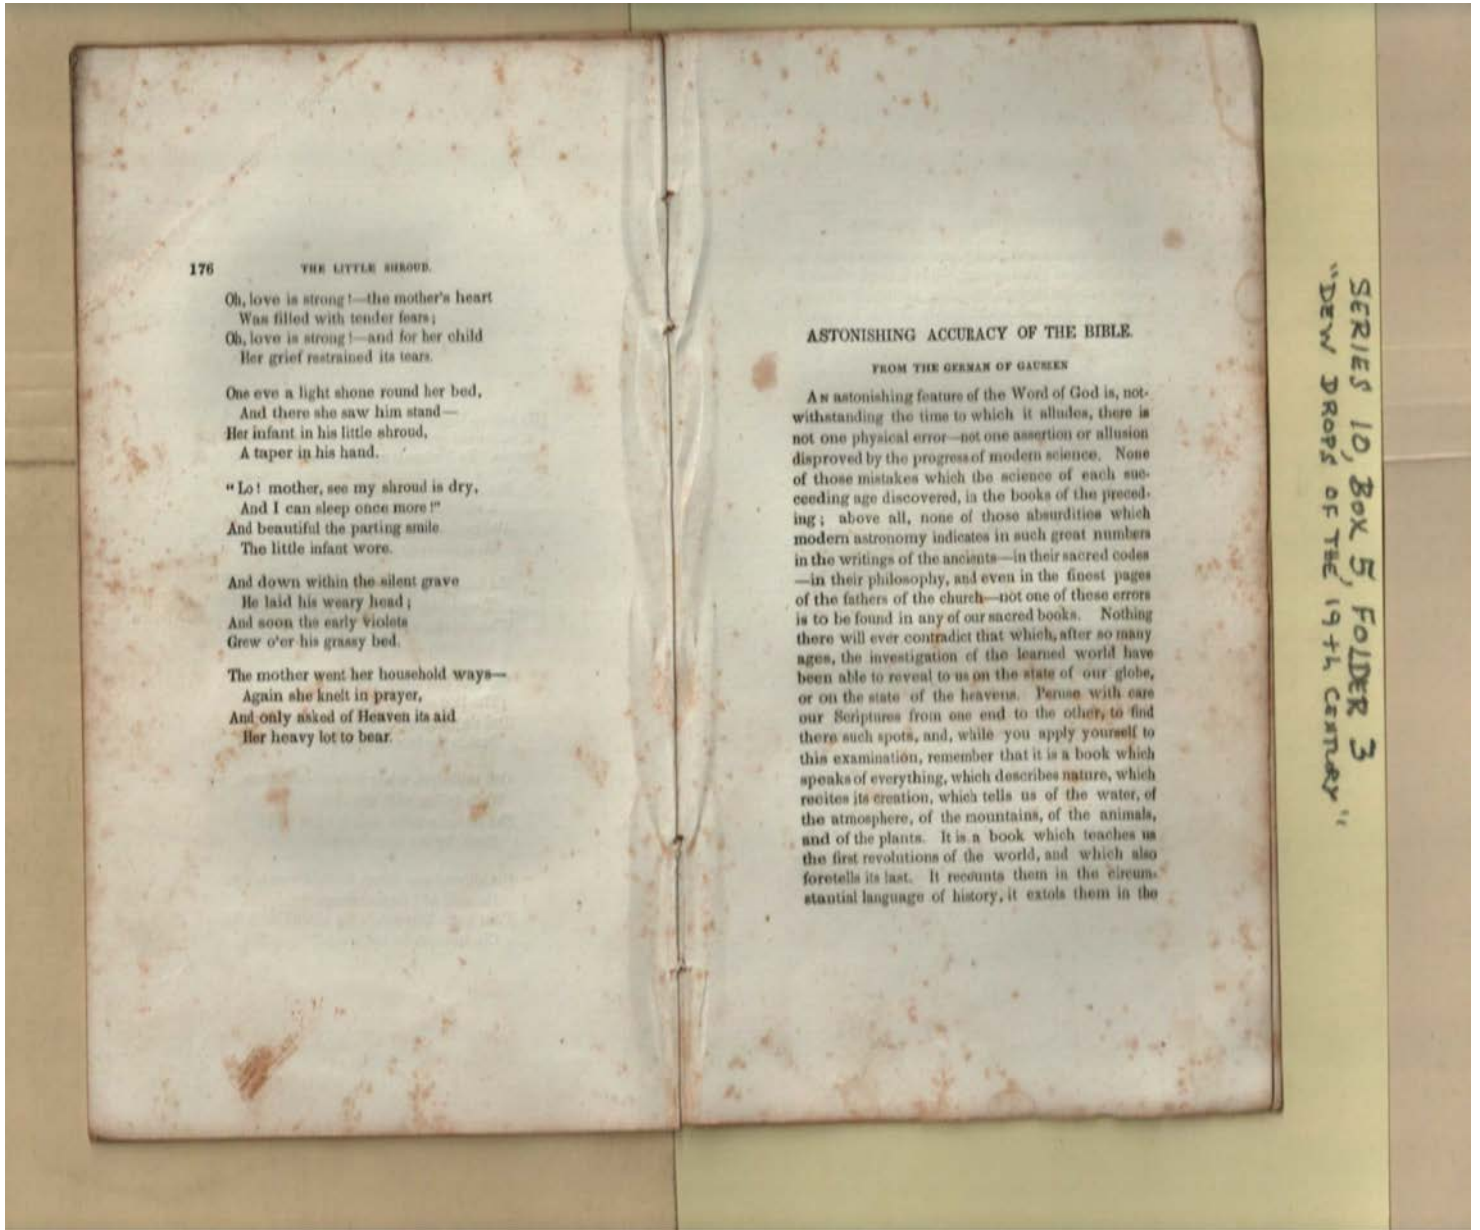 176 THE LITTLE SHROUD.
Oh, love is strong!—the mother's heart
Was filled with tender fears;
Oh, love is strong!—and for her child
Her grief restrained its tears.
One eve a light shone round her bed,
And there she saw him stand—
Her infant in his little shroud,
A taper in his hand.
"Lo! mother, see my shroud is dry,
And I can sleep once more!"
And beautiful the parting smile
The little infant wore.
And down within the silent grave
He laid his weary head;
And soon the early violets
Grew o'er his grassy bed.
The mother went her household ways—
Again she knelt in prayer,
And only asked of Heaven its aid
Her heavy lot to bear.
ASTONISHING ACCURACY OF THE BIBLE.
FROM THE GERMAN OF GAUSSEN
AN astonishing feature of the Word of God is, not-
withstanding the time to which it alludes, there is
not one physical error—not one assertion or allusion
disproved by the progress of modern science. None
of those mistakes which the science of each suc-
ceeding age discovered, in the books of the preced-
ing; above all, none of those absurdities which
modern astronomy indicates in such great numbers
in the writings of the ancients—in their sacred codes
—in their philosophy, and even in the finest pages
of the fathers of the church—not one of these errors
is to be found in any of our sacred books. Nothing
there will ever contradict that which, after so many
ages, the investigation of the learned world have
been able to reveal to us on the state of our globe,
or on the state of the heavens. Peruse with care
our Scriptures from one end to the other, to find
there such spots, and, while you apply yourself to
this examination, remember that it is a book which
speaks of everything, which describes nature, which
recites its creation, which tells us of the water, of
the atmosphere, of the mountains, of the animals,
and of the plants. It is a book which teaches us
the first revolutions of the world, and which also
foretells its last. It recounts them in the circum-
stantial language of history, it extols them in the
SERIES 10, BOX 5, FOLDER 3
"DEW DROPS OF THE 19th CENTURY"